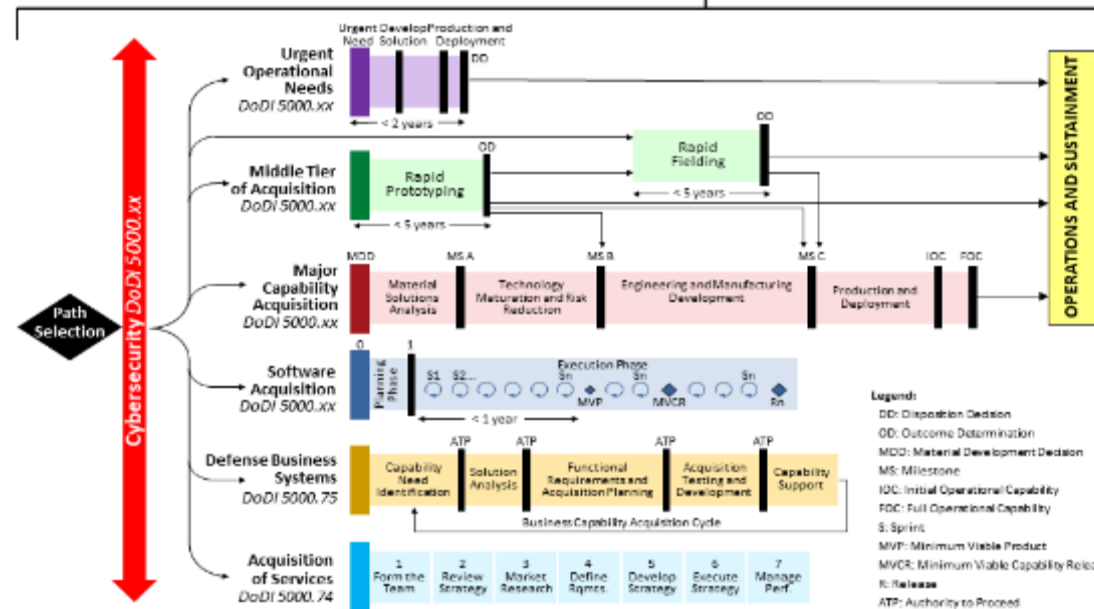 Path
Selection
Cybersecurity DoDI 5000.xx
Urgent
Operational
Needs
DoDI 5000.xx
Urgent Develop Production and
Need Solution Deployment
DD
< 2 years
Middle Tier
of Acquisition
DoDI 5000.xx
Rapid
Prototyping
OD
< 5 years
Rapid
Fielding
OD
< 5 years
Major
Capability
Acquisition
DoDI 5000.xx
MDD
MS A
MS B
MS C
IOC
FOC
Material
Solutions
Analysis
Technology
Maturation and Risk
Reduction
Engineering and Manufacturing
Development
Production and
Deployment
OPERATIONS AND SUSTAINMENT
Software
Acquisition
DoDI 5000.xx
0
1
Planning
Phase
Execution Phase
S1
S2...
Sn
Sn
Sn
MVP
MVCR
Rn
< 1 year
Defense Business
Systems
DoDI 5000.75
ATP
ATP
ATP
ATP
Capability
Need
Identification
Solution
Analysis
Functional
Requirements and
Acquisition Planning
Acquisition
Testing and
Development
Capability
Support
Business Capability Acquisition Cycle
Acquisition
of Services
DoDI 5000.74
1
Form the
Team
2
Review
Strategy
3
Market
Research
4
Define
Rqmts.
5
Develop
Strategy
6
Execute
Strategy
7
Manage
Perf.
Legend:
DD: Disposition Decision
OD: Outcome Determination
MDD: Material Development Decision
MS: Milestone
IOC: Initial Operational Capability
FOC: Full Operational Capability
S: Sprint
MVP: Minimum Viable Product
MVCR: Minimum Viable Capability Relea
R: Release
ATP: Authority to Proceed